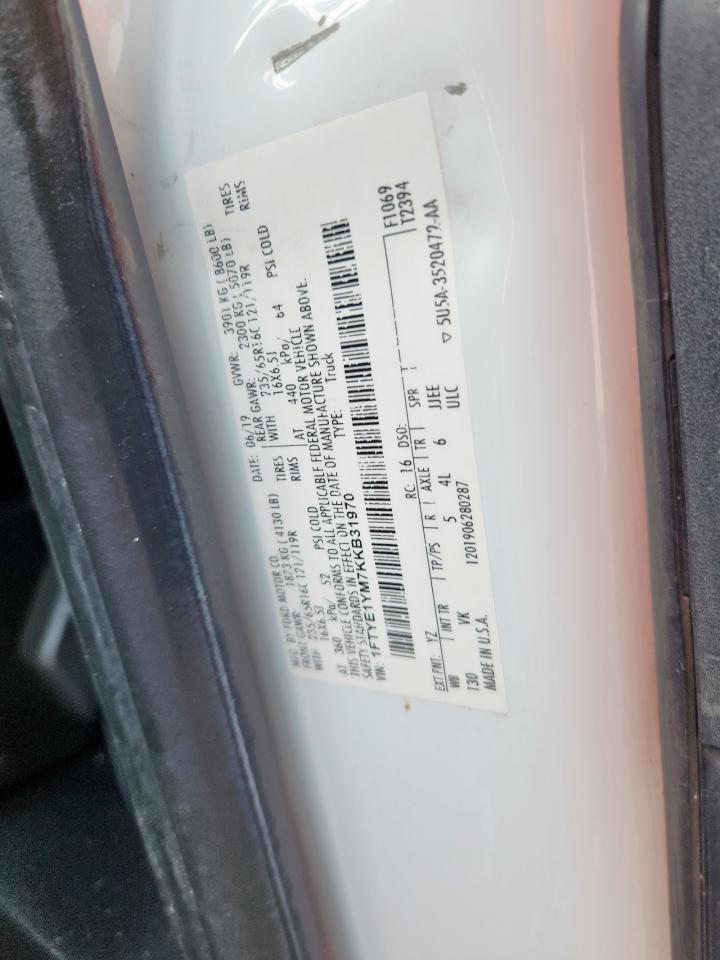 MFD. BY FORD MOTOR CO.
DATE: 06/19 GVWR: 3901 KG ( 8600 LB)
FRONT GAWR: 1873 KG ( 4130 LB) REAR GAWR: 2300 KG ( 5070 LB)
WITH 235/65R16C 121/119R TIRES WITH 235/65R16C 121/119R TIRES
16X6.5J RIMS 16X6.5J RIMS
AT 360 kPa/ 52 PSI COLD AT 440 kPa/ 64 PSI COLD
THIS VEHICLE CONFORMS TO ALL APPLICABLE FEDERAL MOTOR VEHICLE
SAFETY STANDARDS IN EFFECT ON THE DATE OF MANUFACTURE SHOWN ABOVE.
VIN: 1FTYE1YM7KKB31970 TYPE: Truck
F1069
T2394
EXT PNT: YZ RC: 16 DSO:
WB INT TR TP/PS R AXLE TR SPR
130 VK 5 4L 6 JJEE
MADE IN U.S.A. 1201906280287 ULC
▽ 5U5A-3520472-AA